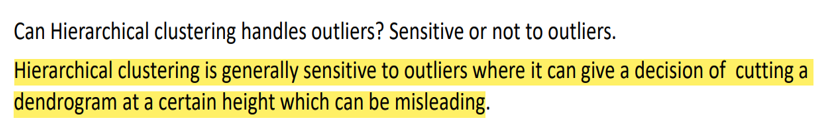 Can Hierarchical clustering handles outliers? Sensitive or not to outliers.
Hierarchical clustering is generally sensitive to outliers where it can give a decision of cutting a
dendrogram at a certain height which can be misleading.